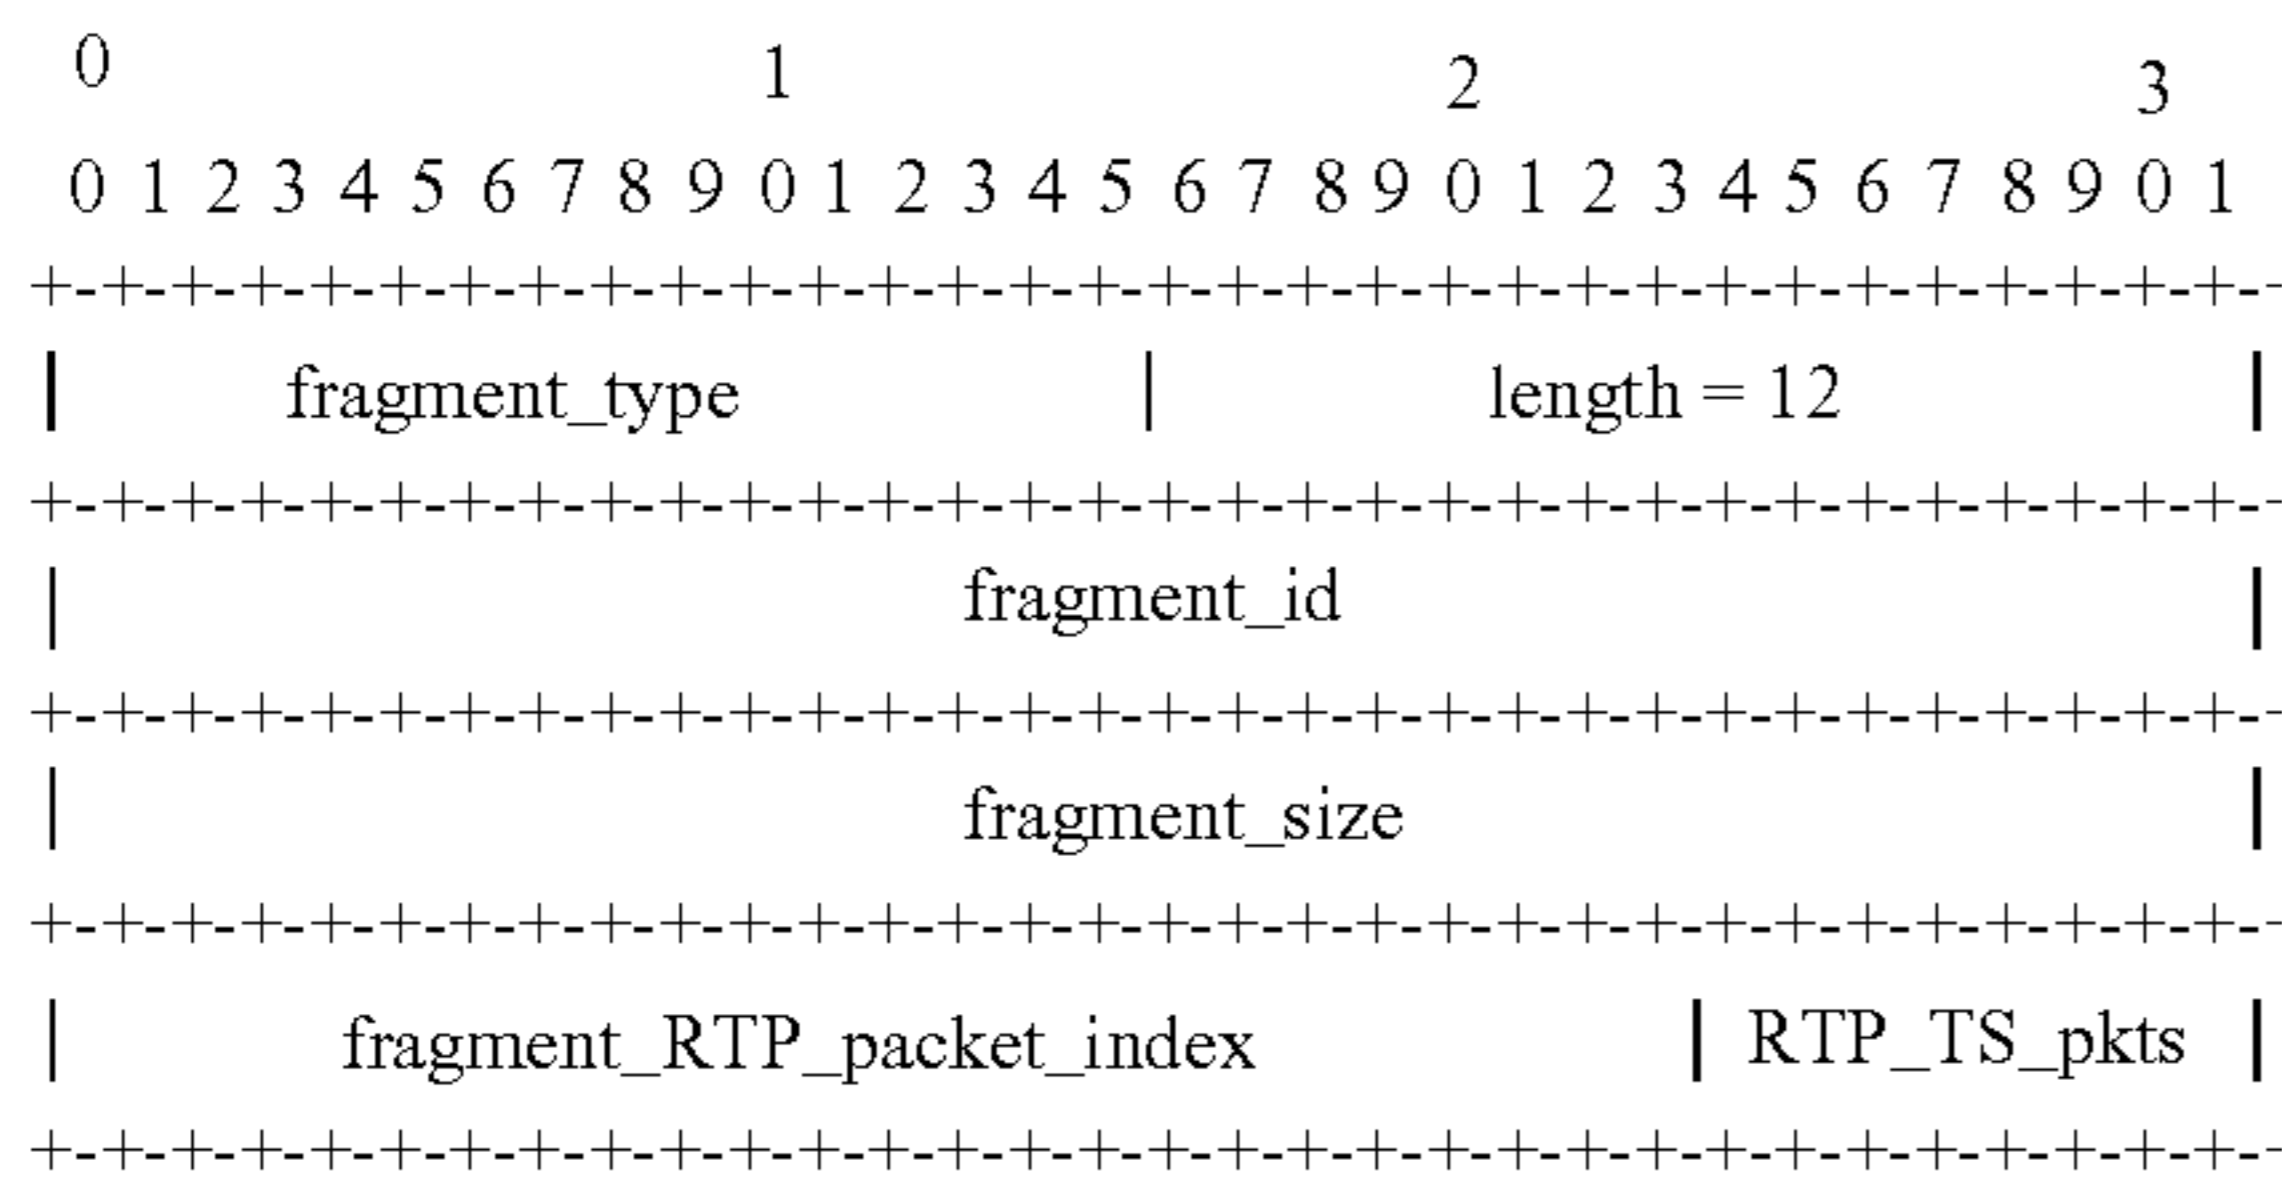 0 1 2 3
0 1 2 3 4 5 6 7 8 9 0 1 2 3 4 5 6 7 8 9 0 1 2 3 4 5 6 7 8 9 0 1
+-+-+-+-+-+-+-+-+-+-+-+-+-+-+-+-+-+-+-+-+-+-+-+-+-+-+-+-+-+-+-+-+-+
| fragment_type | length = 12 |
+-+-+-+-+-+-+-+-+-+-+-+-+-+-+-+-+-+-+-+-+-+-+-+-+-+-+-+-+-+-+-+-+-+
| fragment_id |
+-+-+-+-+-+-+-+-+-+-+-+-+-+-+-+-+-+-+-+-+-+-+-+-+-+-+-+-+-+-+-+-+-+
| fragment_size |
+-+-+-+-+-+-+-+-+-+-+-+-+-+-+-+-+-+-+-+-+-+-+-+-+-+-+-+-+-+-+-+-+-+
| fragment_RTP_packet_index | RTP_TS_pkts |
+-+-+-+-+-+-+-+-+-+-+-+-+-+-+-+-+-+-+-+-+-+-+-+-+-+-+-+-+-+-+-+-+-+